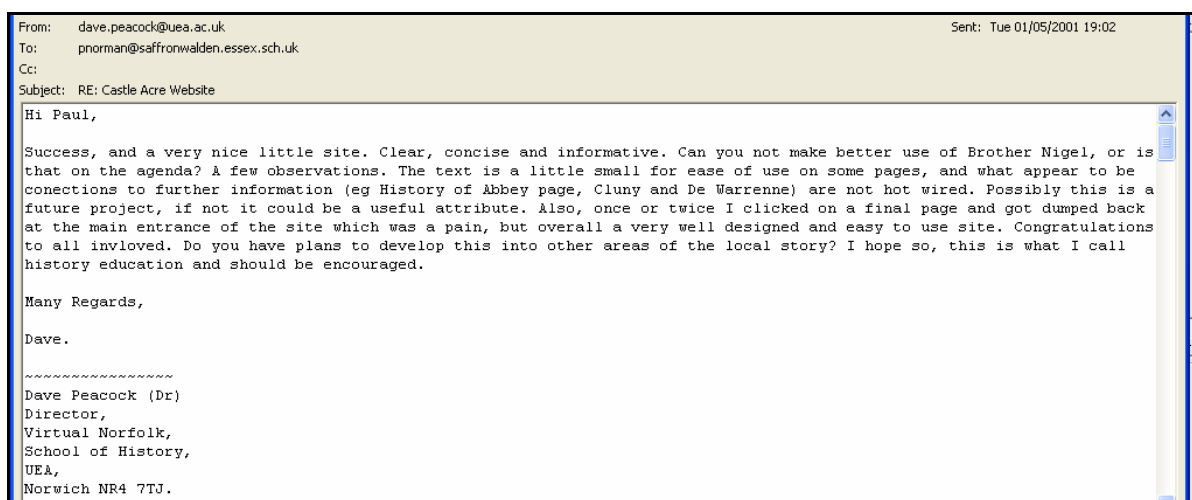 From: dave.peacock@uea.ac.uk Sent: Tue 01/05/2001 19:02
To: pnorman@saffronwalden.essex.sch.uk
Cc:
Subject: RE: Castle Acre Website
Hi Paul,
Success, and a very nice little site. Clear, concise and informative. Can you not make better use of Brother Nigel, or is
that on the agenda? A few observations. The text is a little small for ease of use on some pages, and what appear to be
conections to further information (eg History of Abbey page, Cluny and De Warrenne) are not hot wired. Possibly this is a
future project, if not it could be a useful attribute. Also, once or twice I clicked on a final page and got dumped back
at the main entrance of the site which was a pain, but overall a very well designed and easy to use site. Congratulations
to all invloved. Do you have plans to develop this into other areas of the local story? I hope so, this is what I call
history education and should be encouraged.
Many Regards,
Dave.
~~~~~~~~~~~~~~~~
Dave Peacock (Dr)
Director,
Virtual Norfolk,
School of History,
UEA,
Norwich NR4 7TJ.